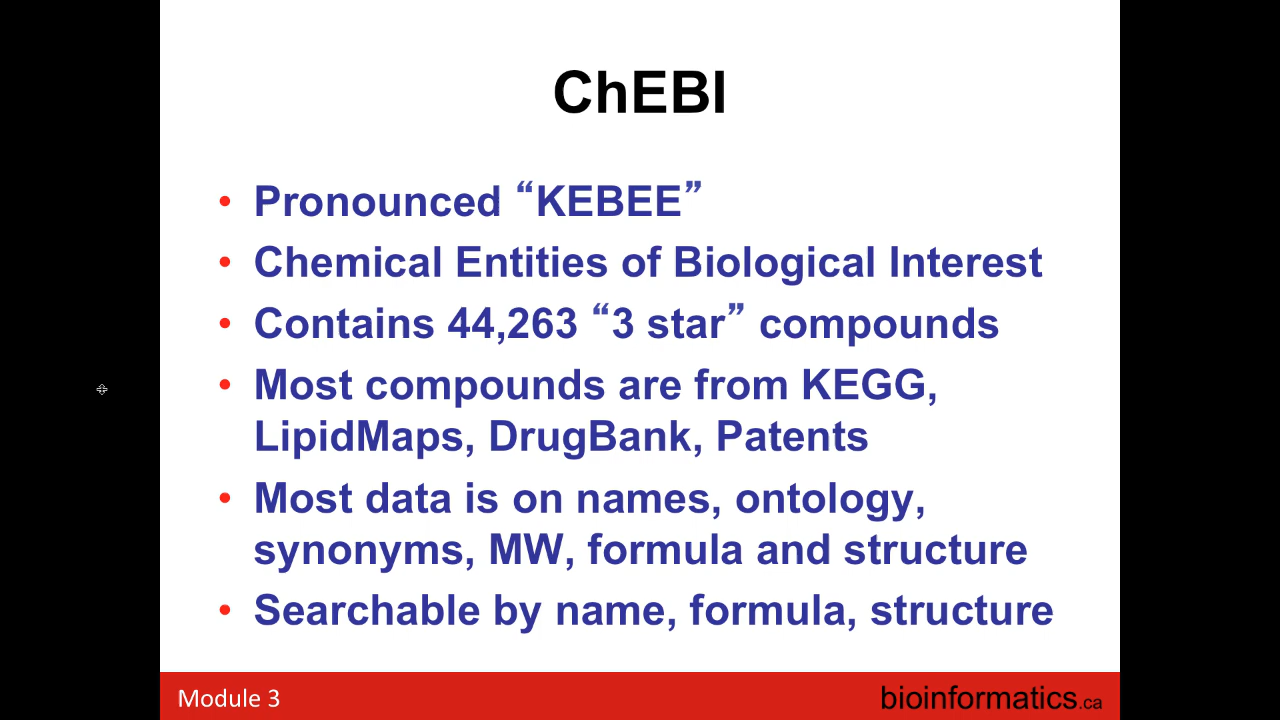 ChEBI
• Pronounced “KEBEE”
• Chemical Entities of Biological Interest
• Contains 44,263 “3 star” compounds
• Most compounds are from KEGG,
LipidMaps, DrugBank, Patents
• Most data is on names, ontology,
synonyms, MW, formula and structure
• Searchable by name, formula, structure
Module 3
bioinformatics.ca